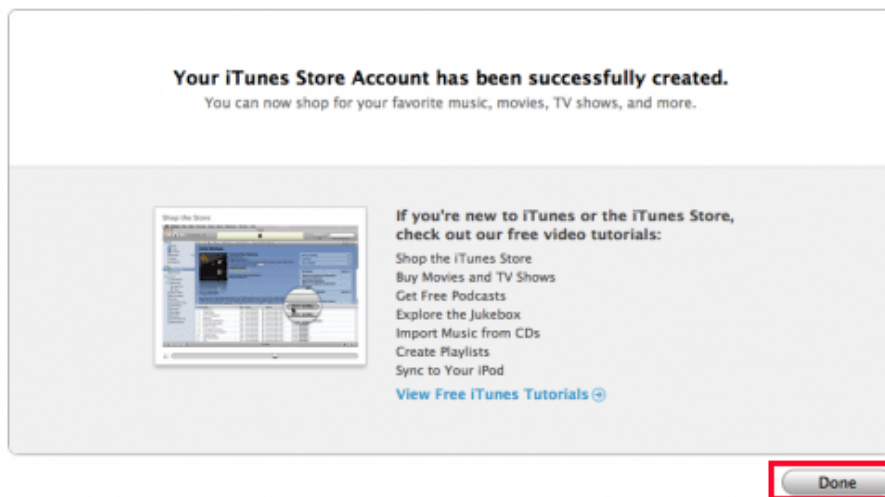 Your iTunes Store Account has been successfully created.
You can now shop for your favorite music, movies, TV shows, and more.
Shop the Store
If you're new to iTunes or the iTunes Store,
check out our free video tutorials:
Shop the iTunes Store
Buy Movies and TV Shows
Get Free Podcasts
Explore the Jukebox
Import Music from CDs
Create Playlists
Sync to Your iPod
View Free iTunes Tutorials
Done